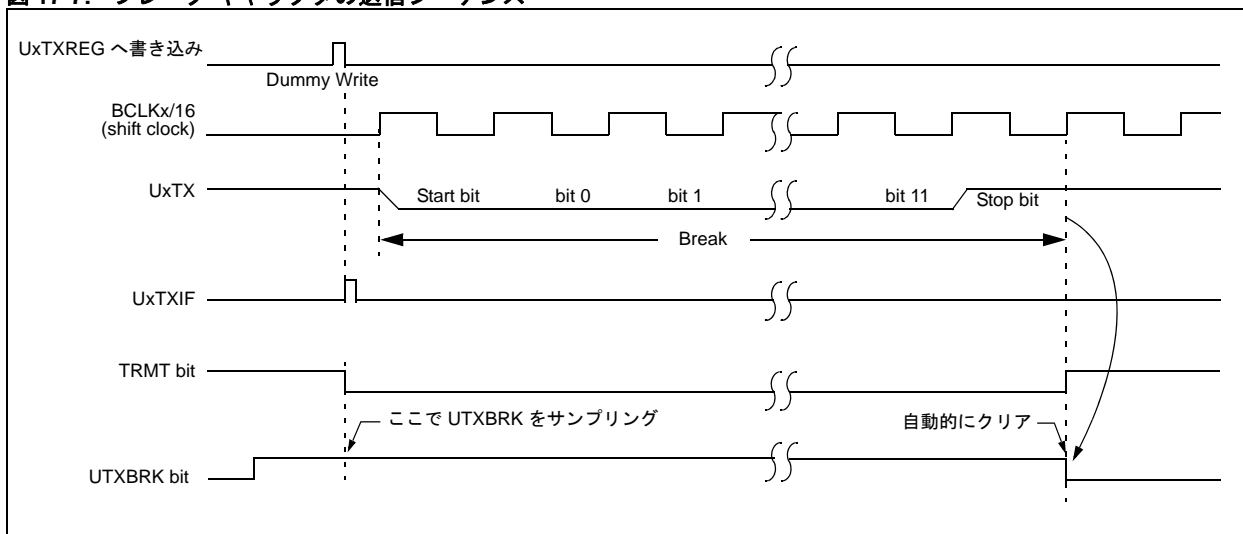 UxTXREG へ書き込み
Dummy Write
BCLKx/16
(shift clock)
UxTX
Start bit
bit 0
bit 1
bit 11
Stop bit
Break
UxTXIF
TRMT bit
ここで UTXBRK をサンプリング
自動的にクリア
UTXBRK bit